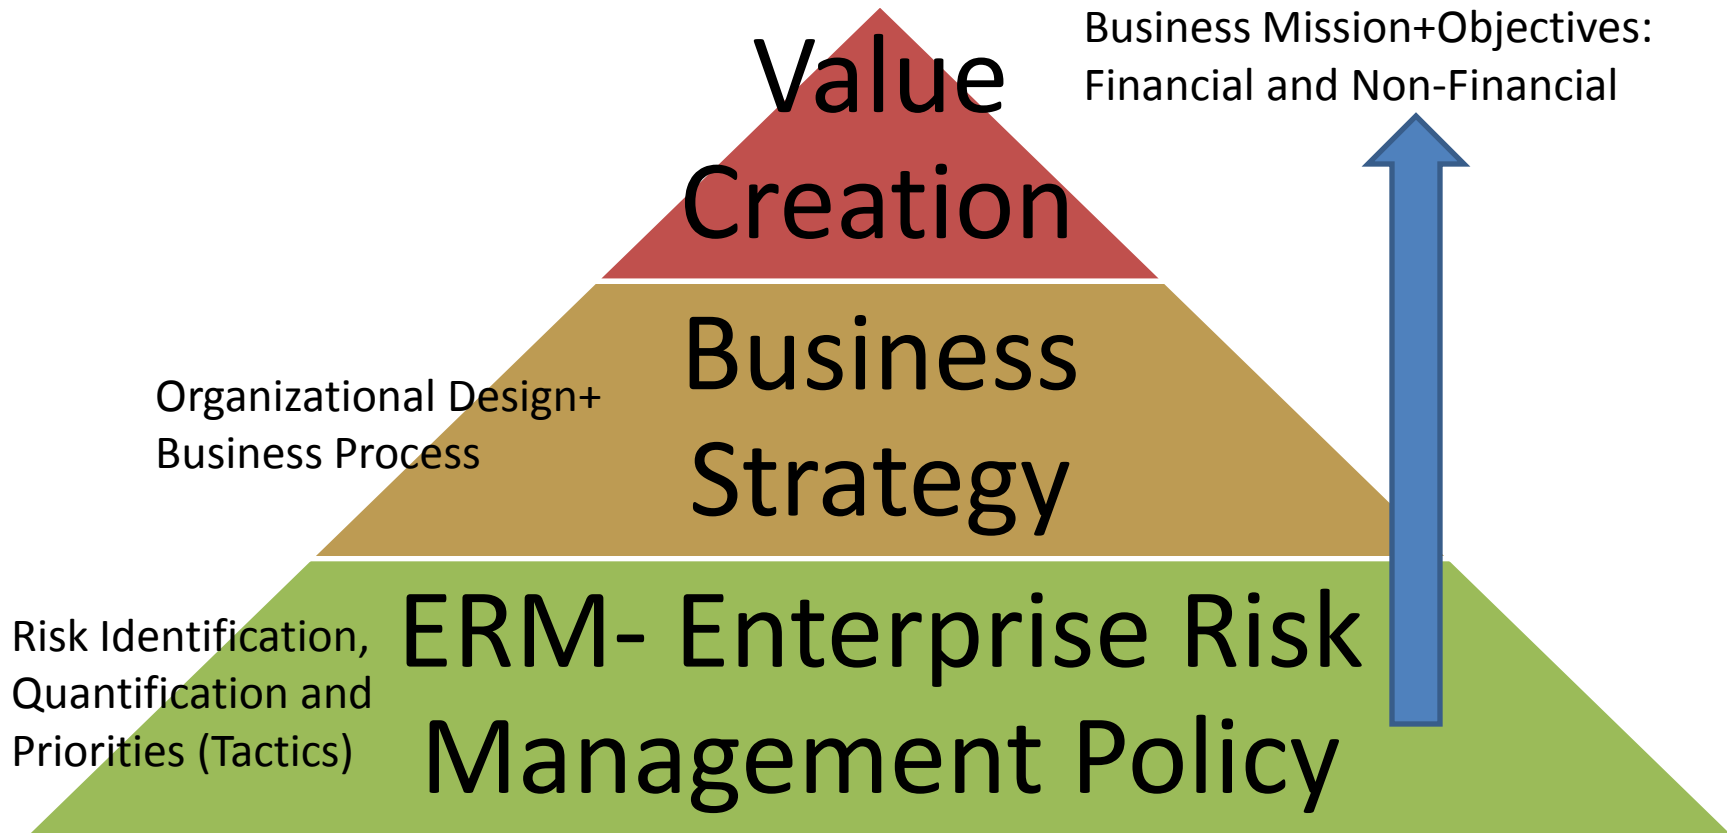 Value
Creation
Business Mission+Objectives:
Financial and Non-Financial
Business
Strategy
Organizational Design+
Business Process
ERM- Enterprise Risk
Management Policy
Risk Identification,
Quantification and
Priorities (Tactics)